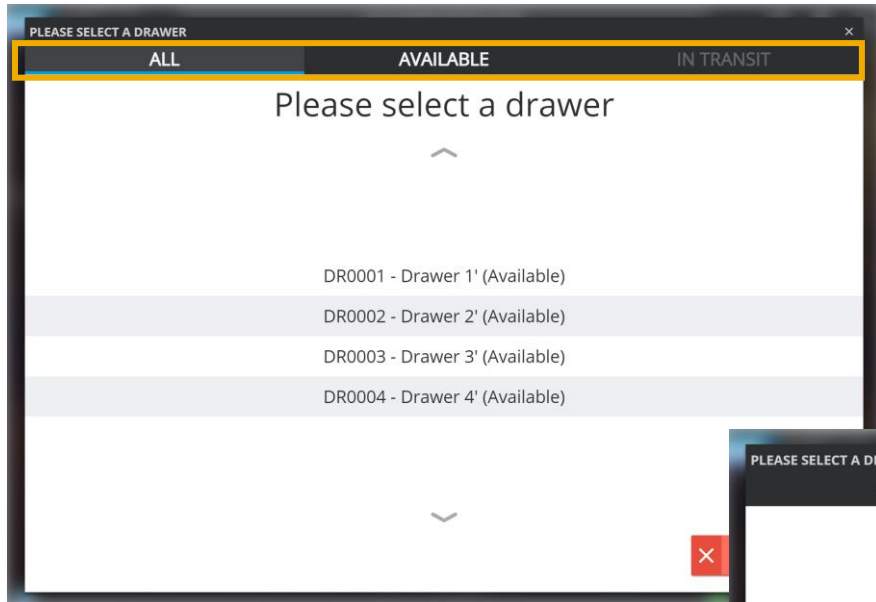 PLEASE SELECT A DRAWER ×
ALL AVAILABLE IN TRANSIT
Please select a drawer
DR0001 - Drawer 1' (Available)
DR0002 - Drawer 2' (Available)
DR0003 - Drawer 3' (Available)
DR0004 - Drawer 4' (Available)
PLEASE SELECT A